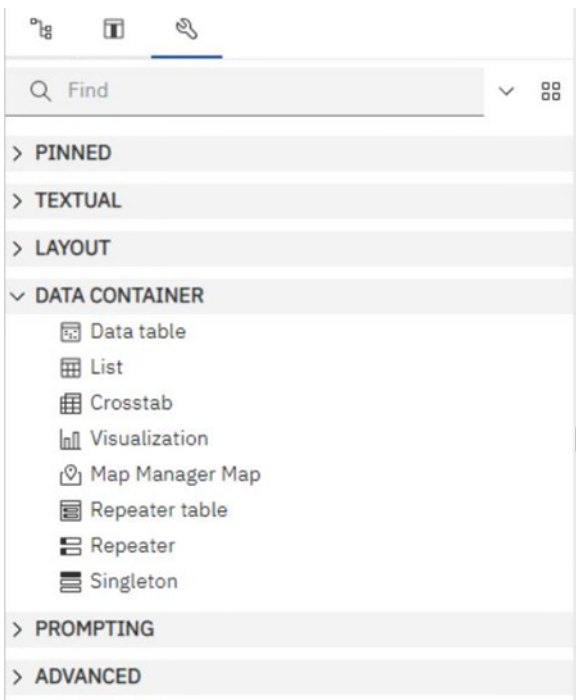 Find
PINNED
TEXTUAL
LAYOUT
DATA CONTAINER
Data table
List
Crosstab
Visualization
Map Manager Map
Repeater table
Repeater
Singleton
PROMPTING
ADVANCED